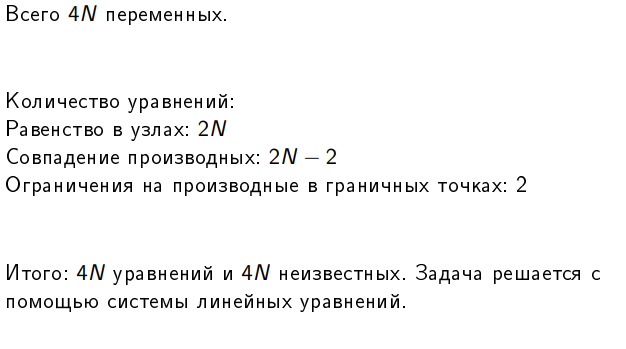 Всего 4N переменных.
Количество уравнений:
Равенство в узлах: 2N
Совпадение производных: 2N − 2
Ограничения на производные в граничных точках: 2
Итого: 4N уравнений и 4N неизвестных. Задача решается с
помощью системы линейных уравнений.